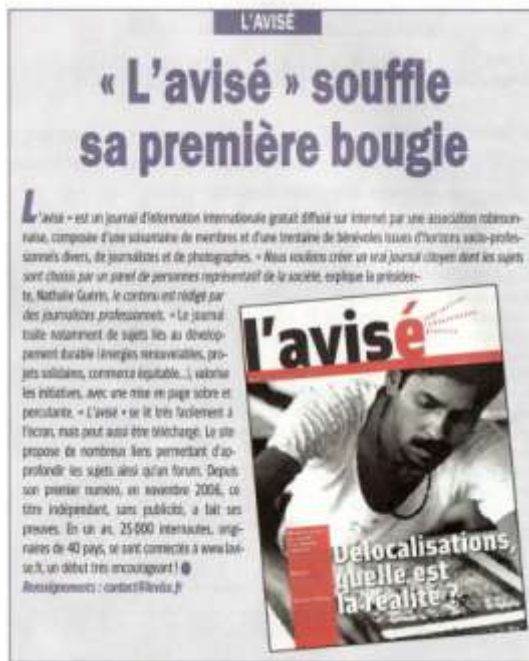 L'AVISÉ
« L'avisé » souffle
sa première bougie
L'avisé » est un journal d'information internationale gratuit diffusé sur internet par une association robinson-
naise, composée d'une soixantaine de membres et d'une trentaine de bénévoles issues d'horizons socio-profes-
sionnels divers, de journalistes et de photographes. « Nous voulions créer un vrai journal citoyen dont les sujets
sont choisis par un panel de personnes représentatif de la société, explique la présiden-
te, Nathalie Guérin, le contenu est rédigé par
des journalistes professionnels. » Le journal
traite notamment de sujets liés au dévelop-
pement durable (énergies renouvelables, pro-
jets solidaires, commerce équitable...), valorise
les initiatives, avec une mise en page sobre et
percutante. « L'avisé » se lit très facilement à
l'écran, mais peut aussi être téléchargé. Le site
propose de nombreux liens permettant d'ap-
profondir les sujets ainsi qu'un forum. Depuis
son premier numéro, en novembre 2006, ce
titre indépendant, sans publicité, a fait ses
preuves. En un an, 25 000 internautes, origi-
naires de 40 pays, se sont connectés à www.lavi-
se.fr, un début très encourageant !
Renseignements : contact@lavise.fr
l'avisé
Délocalisations,
quelle est
la réalité ?